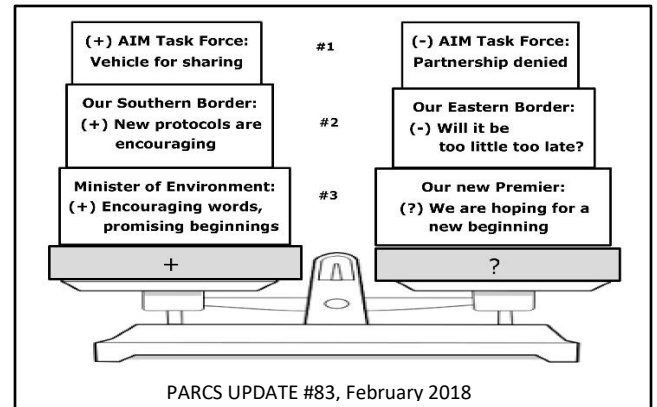 (+) AIM Task Force:
Vehicle for sharing
#1
(-) AIM Task Force:
Partnership denied
Our Southern Border:
(+) New protocols are
encouraging
#2
Our Eastern Border:
(-) Will it be
too little too late?
Minister of Environment:
(+) Encouraging words,
promising beginnings
#3
Our new Premier:
(?) We are hoping for a
new beginning
+
?
PARCS UPDATE #83, February 2018